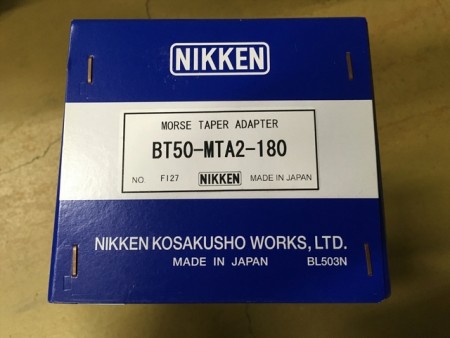 NIKKEN
MORSE TAPER ADAPTER
BT50-MTA2-180
NO. F127 NIKKEN MADE IN JAPAN
NIKKEN KOSAKUSHO WORKS, LTD.
MADE IN JAPAN BL503N